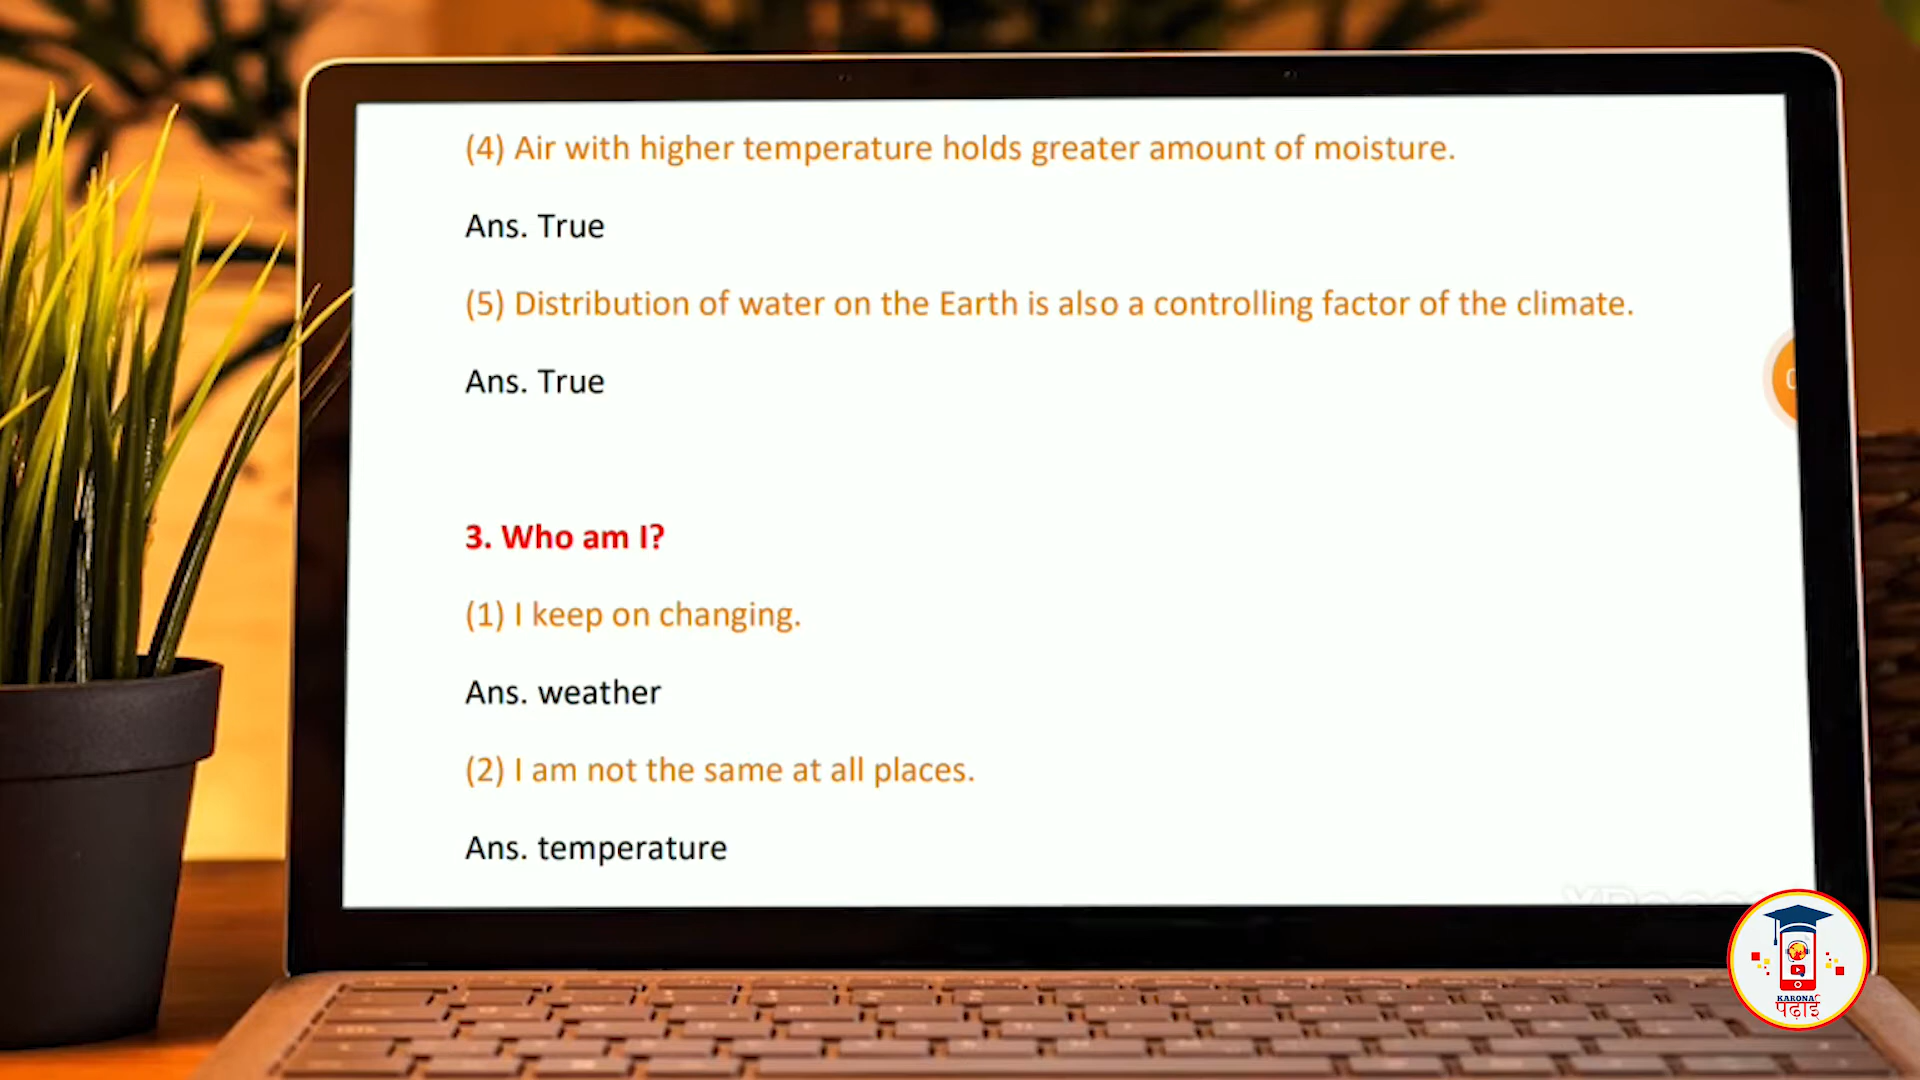 (4) Air with higher temperature holds greater amount of moisture.
Ans. True
(5) Distribution of water on the Earth is also a controlling factor of the climate.
Ans. True
3. Who am I?
(1) I keep on changing.
Ans. weather
(2) I am not the same at all places.
Ans. temperature
KARONA
पढ़ाई